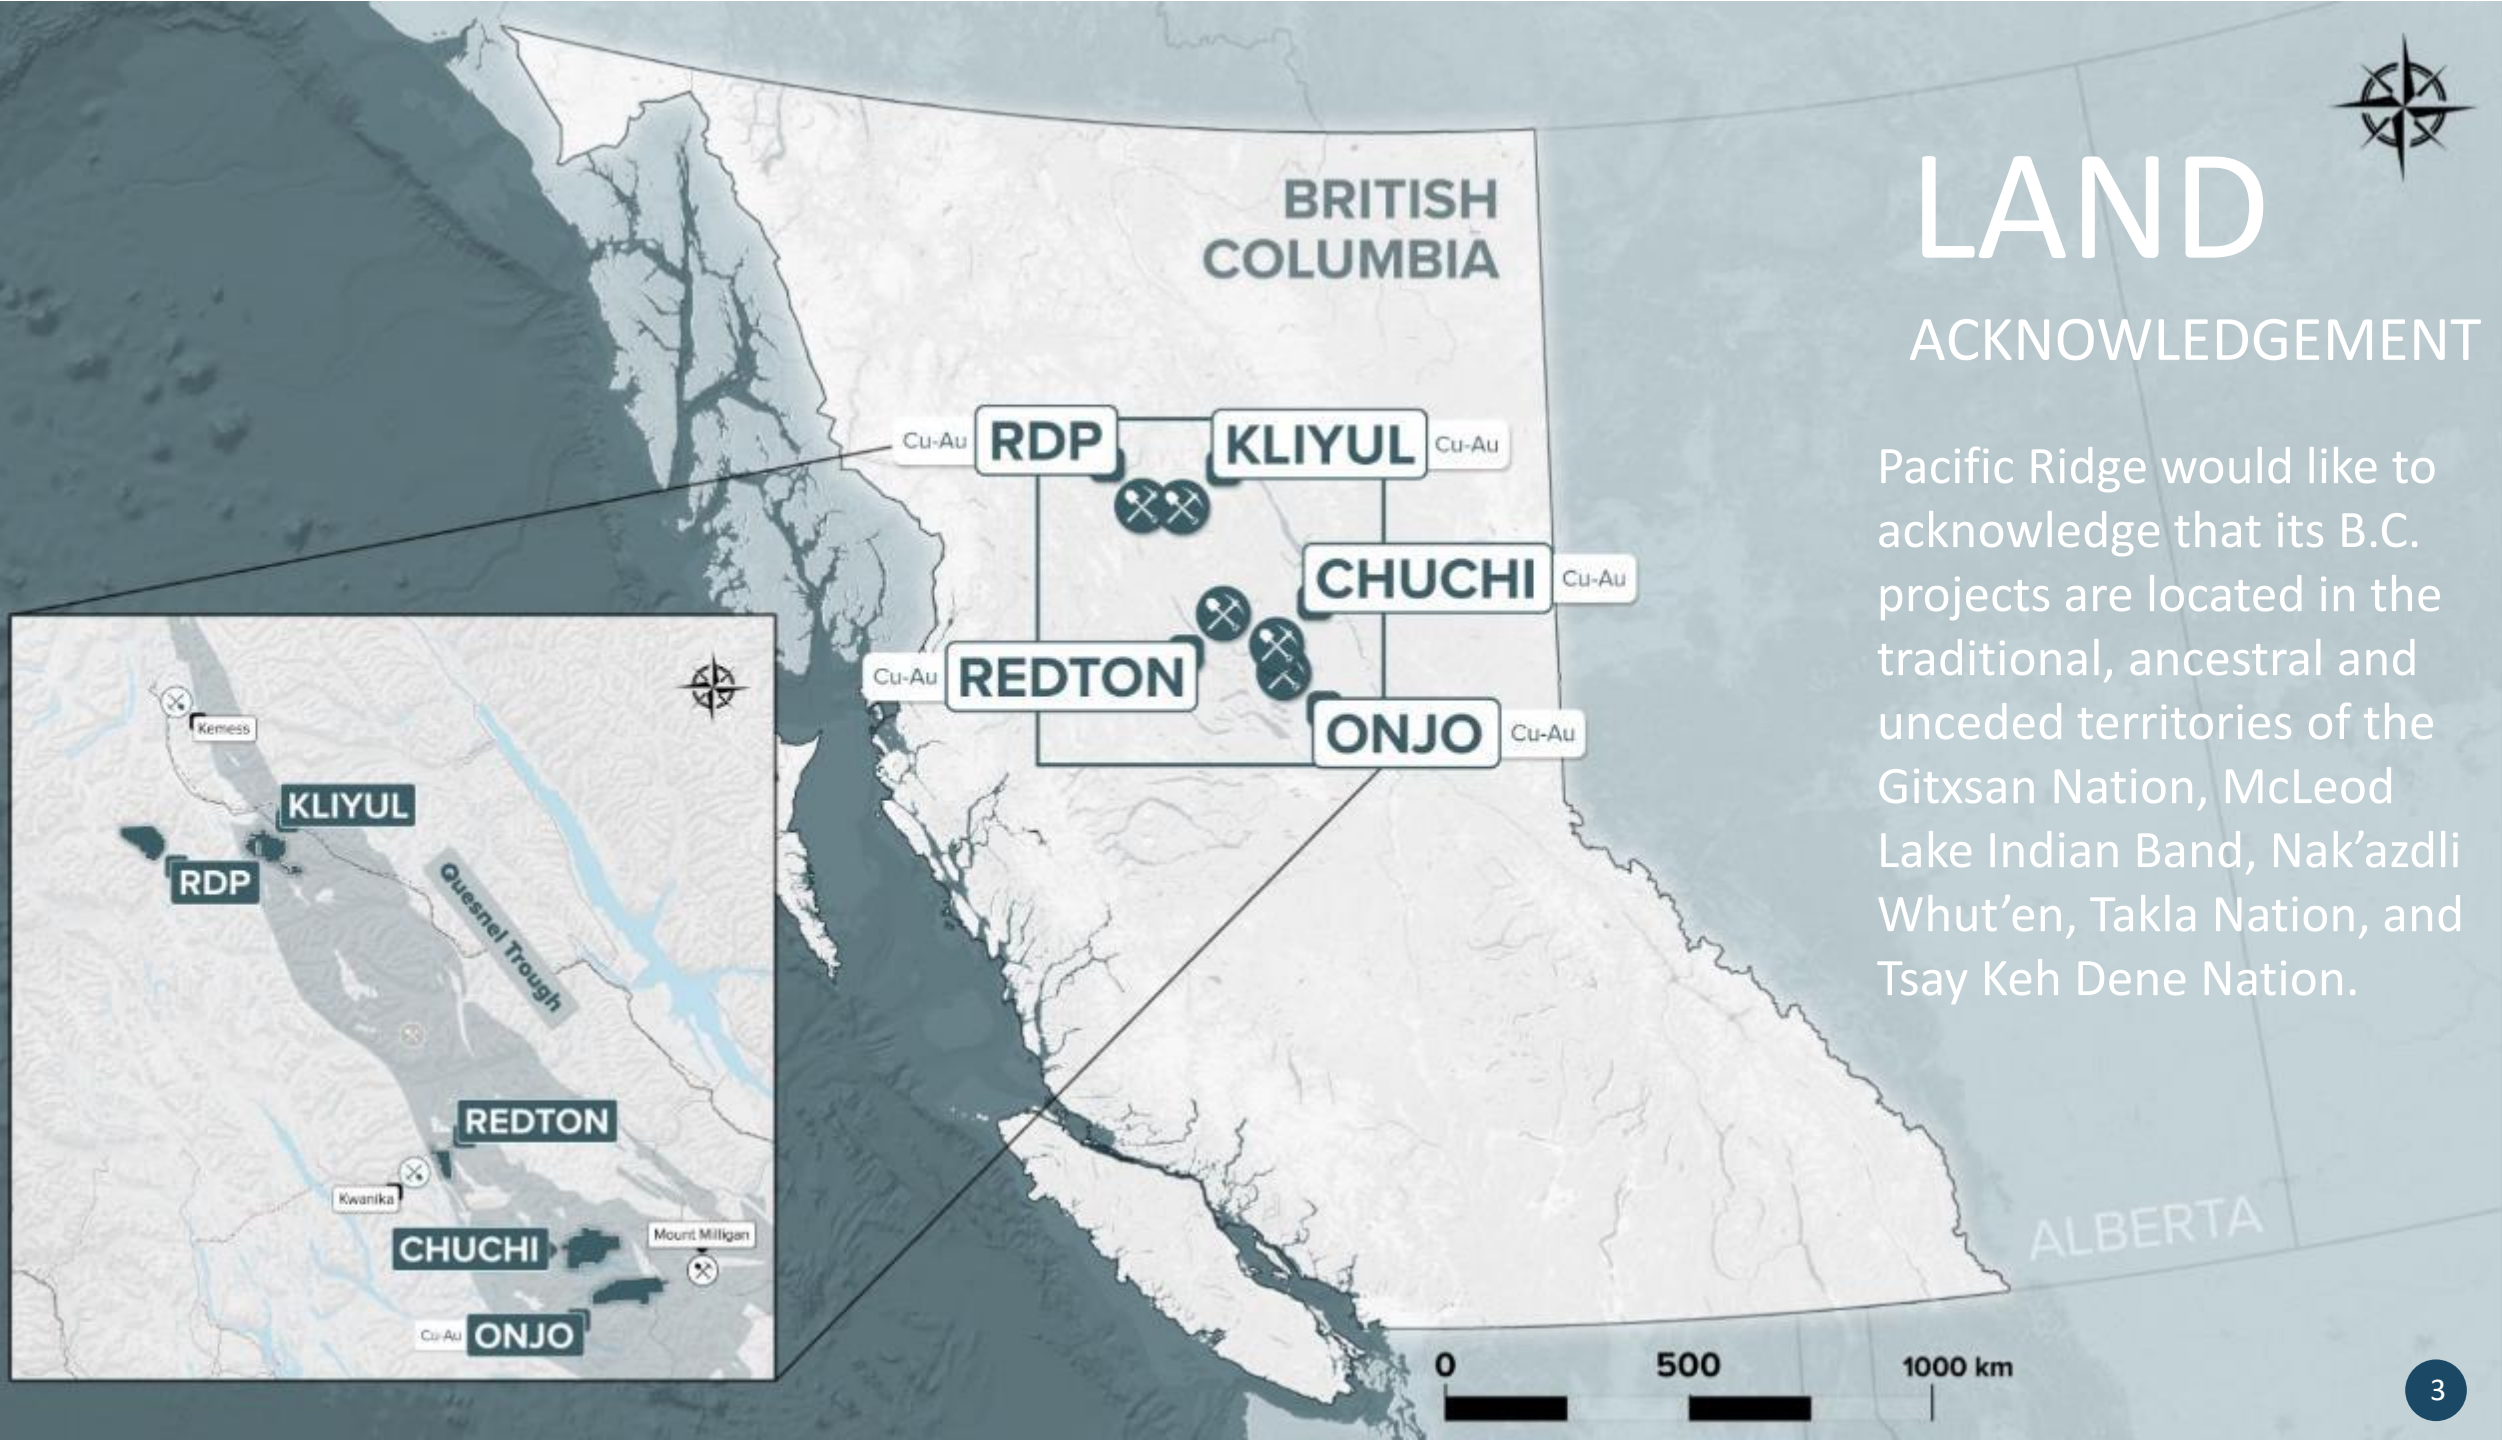 LAND
ACKNOWLEDGEMENT
Pacific Ridge would like to
acknowledge that its B.C.
projects are located in the
traditional, ancestral and
unceded territories of the
Gitxsan Nation, McLeod
Lake Indian Band, Nak’azdli
Whut’en, Takla Nation, and
Tsay Keh Dene Nation.
BRITISH
COLUMBIA
Cu-Au RDP
KLIYUL Cu-Au
CHUCHI Cu-Au
Cu-Au REDTON
ONJO Cu-Au
Kemess
KLIYUL
RDP
Quesnel Trough
REDTON
Kwanika
CHUCHI
Mount Milligan
Cu-Au ONJO
ALBERTA
0 500 1000 km
3